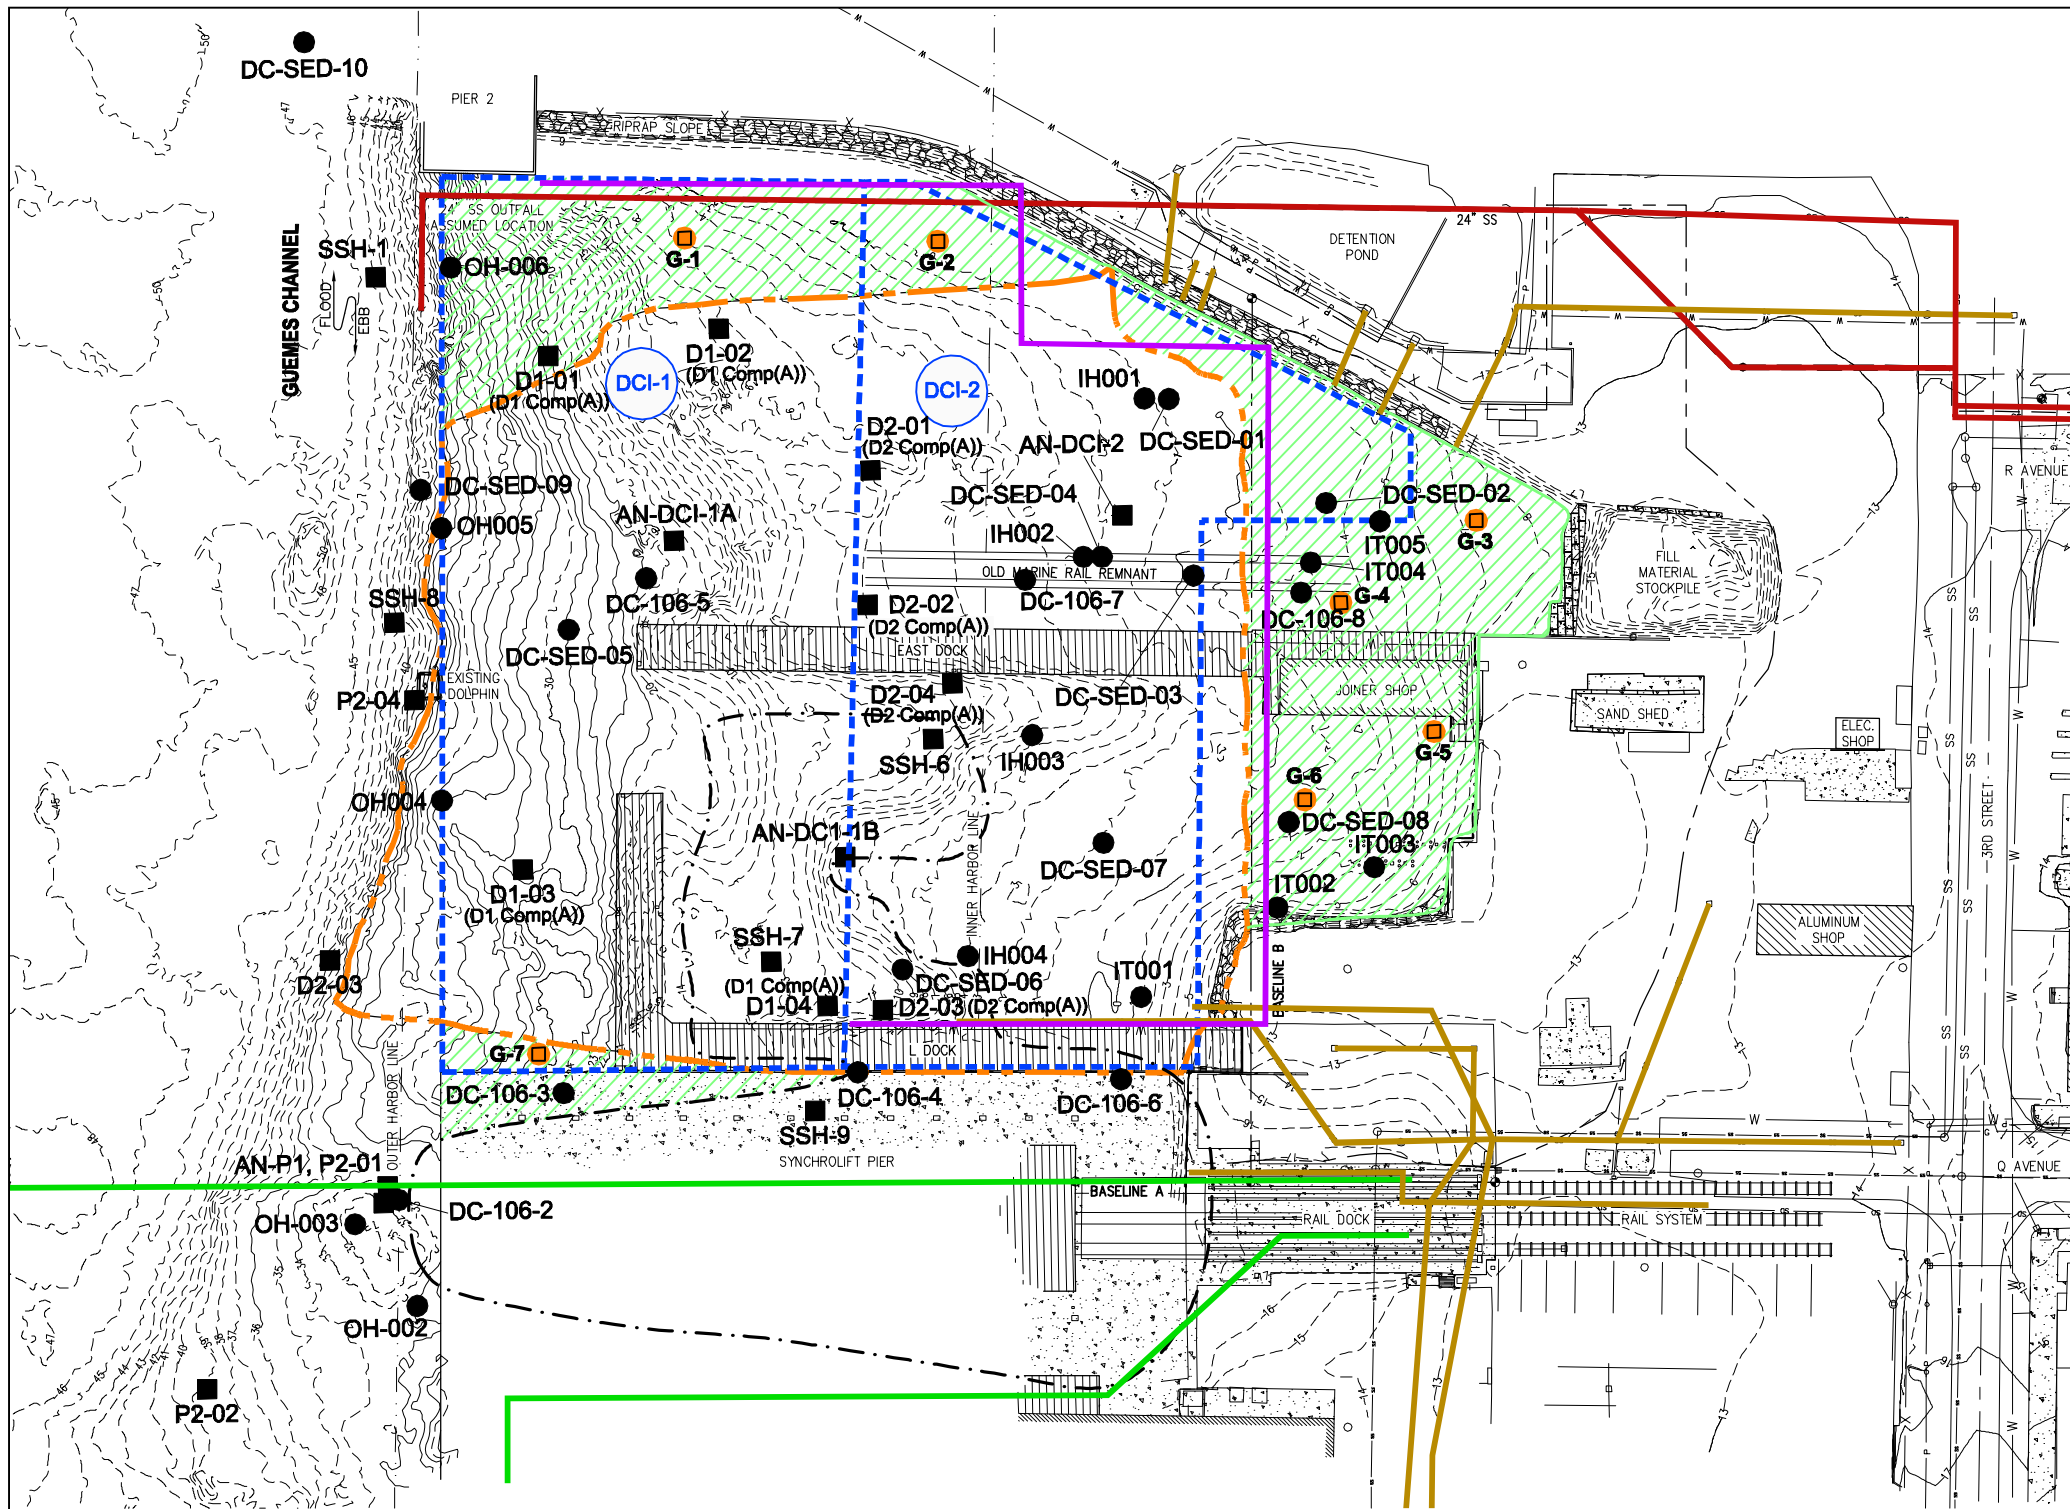 DC-SED-10
PIER 2
RIPRAP SLOPE
24" SS OUTFALL
ASSUMED LOCATION
24" SS
DETENTION
POND
SSH-1
GUEMES CHANNEL
FLOOD
EBB
OH-006
G-1
G-2
D1-01
(D1 Comp(A))
D1-02
(D1 Comp(A))
DCI-1
DCI-2
IH001
DC-SED-01
AN-DCI-2
D2-01
(D2 Comp(A))
R AVENUE
DC-SED-09
DC-SED-04
DC-SED-02
OH005
AN-DCI-1A
IH002
IT005
G-3
OLD MARINE RAIL REMNANT
IT004
FILL
MATERIAL
STOCKPILE
SSH-8
DC-106-5
D2-02
(D2 Comp(A))
DC-106-7
G-4
DC-106-8
DC-SED-05
EAST DOCK
EXISTING
DOLPHIN
P2-04
D2-04
(D2 Comp(A))
DC-SED-03
JOINER SHOP
SAND SHED
ELEC.
SHOP
SSH-6
IH003
G-5
G-6
OH004
AN-DC1-1B
INNER HARBOR LINE
DC-SED-08
IT003
3RD STREET
DC-SED-07
D1-03
(D1 Comp(A))
IT002
ALUMINUM
SHOP
SSH-7
(D1 Comp(A))
D1-04
IH004
DC-SED-06
D2-03 (D2 Comp(A))
IT001
BASELINE B
D2-03
G-7
L DOCK
OUTER HARBOR LINE
DC-106-3
DC-106-4
DC-106-6
SSH-9
SYNCHROLIFT PIER
AN-P1, P2-01
Q AVENUE
BASELINE A
DC-106-2
OH-003
RAIL DOCK
RAIL SYSTEM
OH-002
P2-02